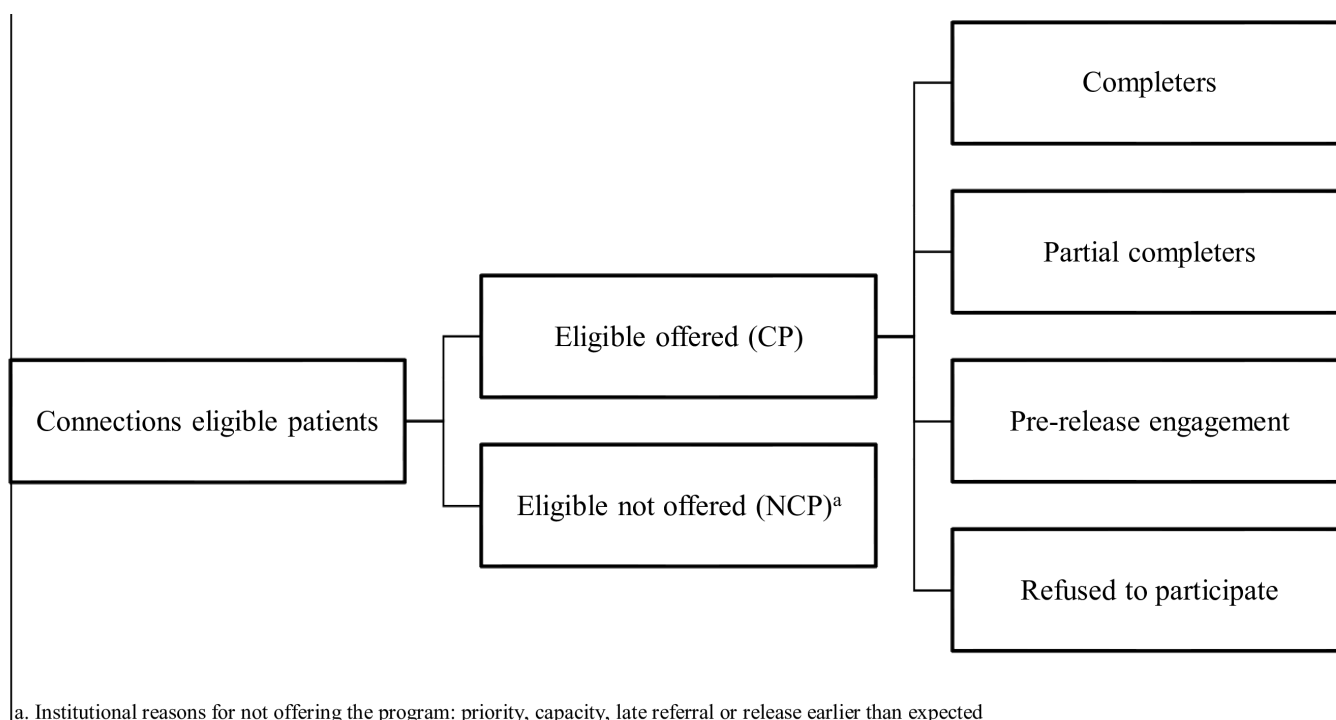 Completers
Partial completers
Eligible offered (CP)
Connections eligible patients
Pre-release engagement
Eligible not offered (NCP)ᵃ
Refused to participate
a. Institutional reasons for not offering the program: priority, capacity, late referral or release earlier than expected